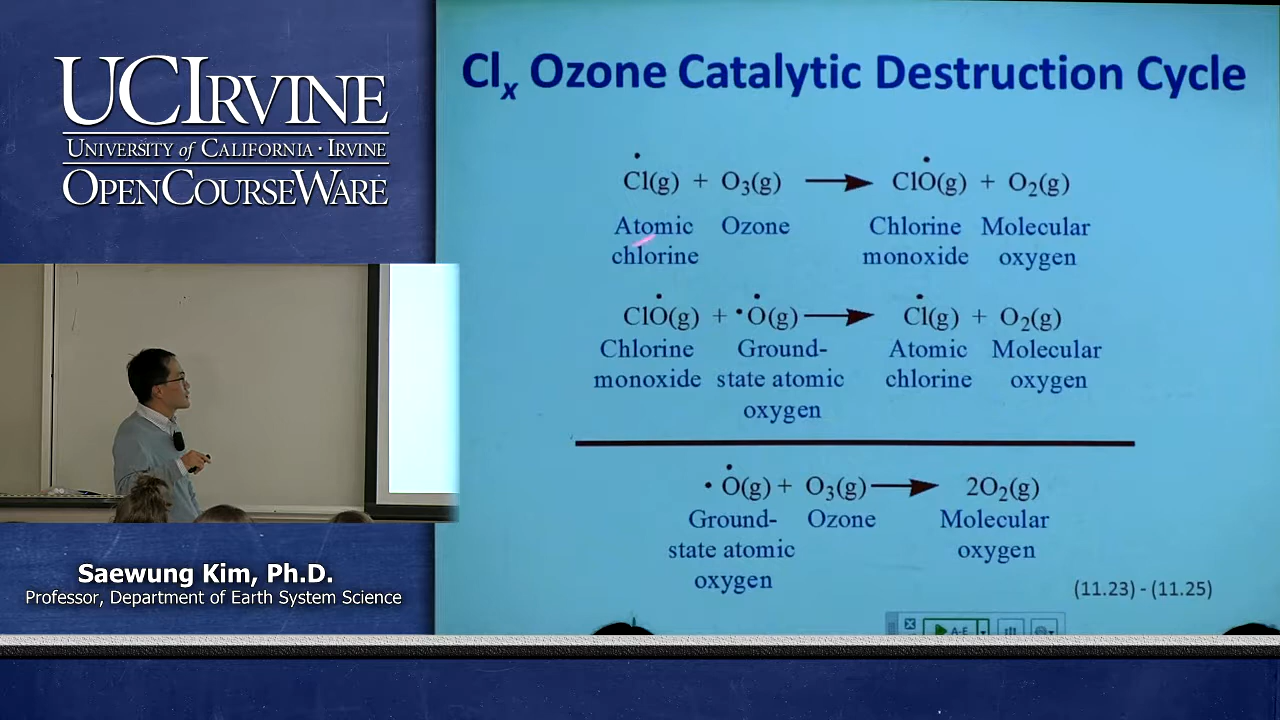 UCIRVINE
UNIVERSITY of CALIFORNIA · IRVINE
OPENCOURSEWARE
Saewung Kim, Ph.D.
Professor, Department of Earth System Science
Clx Ozone Catalytic Destruction Cycle
Cl(g) + O3(g) → ClO(g) + O2(g)
Atomic chlorine Ozone Chlorine monoxide Molecular oxygen
ClO(g) + •O(g) → Cl(g) + O2(g)
Chlorine monoxide Ground-state atomic oxygen Atomic chlorine Molecular oxygen
•O(g) + O3(g) → 2O2(g)
Ground-state atomic oxygen Ozone Molecular oxygen
(11.23) - (11.25)
A-E